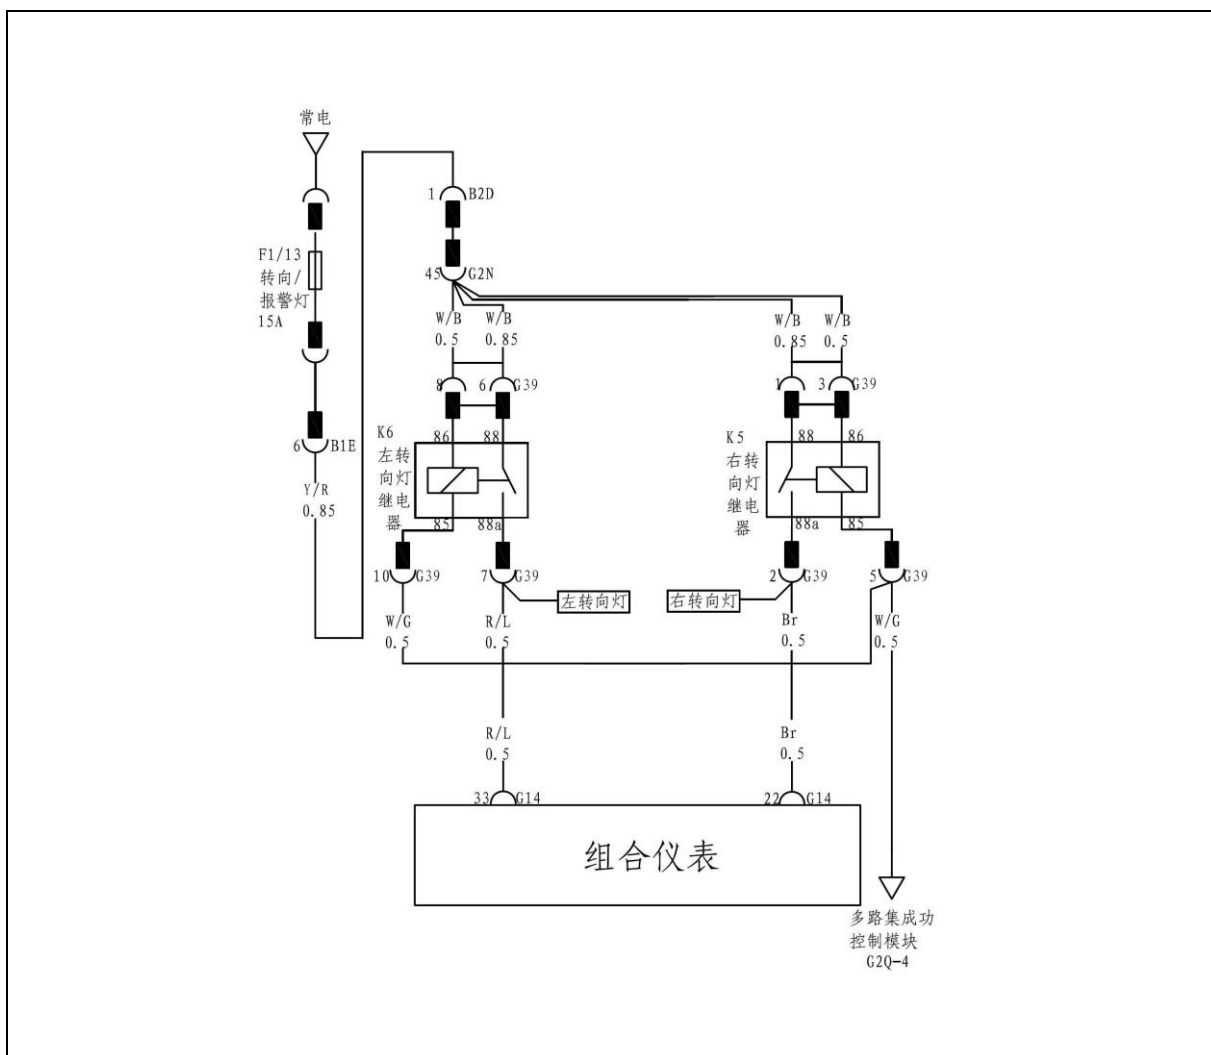 常电
1 B2D
F1/13
转向/
报警灯
15A
45 G2N
W/B
0.5
W/B
0.85
W/B
0.85
W/B
0.5
8 6 G39
1 3 G39
K6
左转
向灯
继电
器
86 88
85 88a
K5
右转
向灯
继电
器
88 86
88a 85
6 B1E
Y/R
0.85
10 G39
7 G39
2 G39
5 G39
左转向灯
右转向灯
W/G
0.5
R/L
0.5
Br
0.5
W/G
0.5
R/L
0.5
Br
0.5
33 G14
22 G14
组合仪表
多路集成功
控制模块
G2Q-4